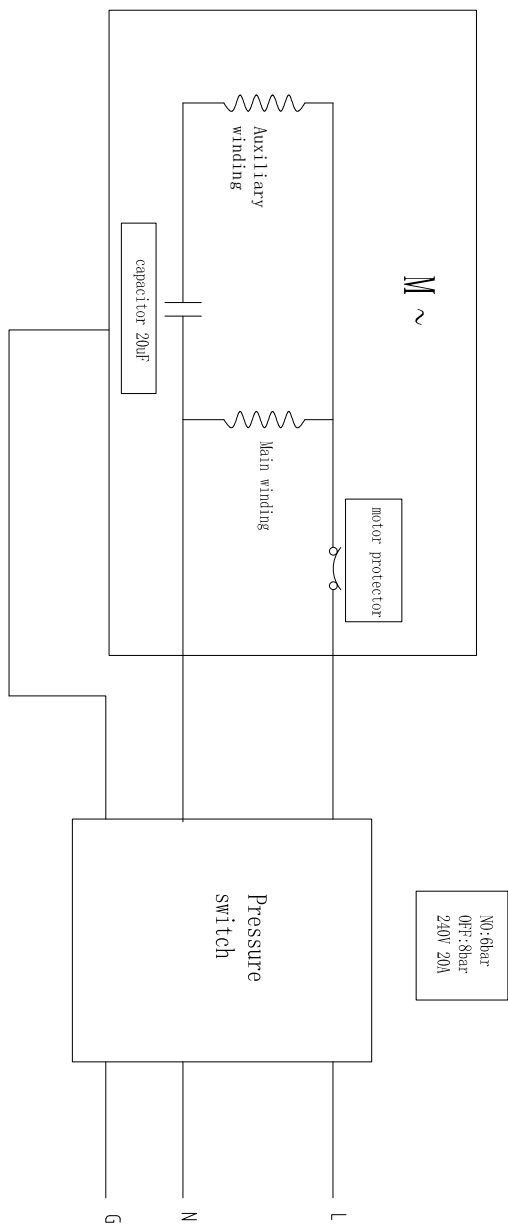 M ~
Auxiliary
winding
capacitor 20uF
Main winding
motor protector
NO:6bar
OFF:8bar
240V 20A
Pressure
switch
L
N
G